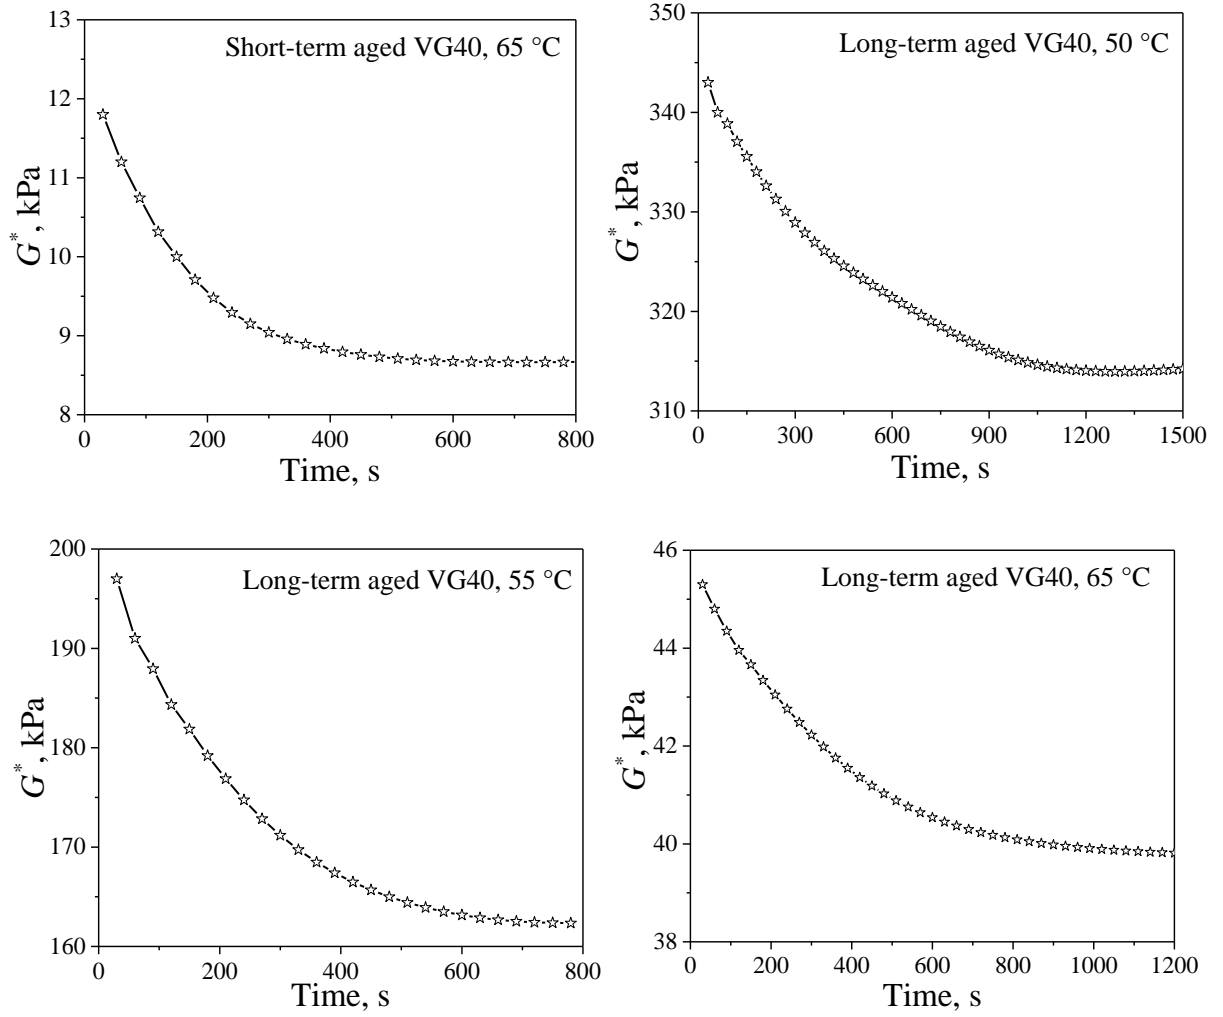 Short-term aged VG40, 65 °C
13
12
11
10
9
8
G*, kPa
0 200 400 600 800
Time, s
Long-term aged VG40, 50 °C
350
340
330
320
310
G*, kPa
0 300 600 900 1200 1500
Time, s
Long-term aged VG40, 55 °C
200
190
180
170
160
G*, kPa
0 200 400 600 800
Time, s
Long-term aged VG40, 65 °C
46
44
42
40
38
G*, kPa
0 200 400 600 800 1000 1200
Time, s